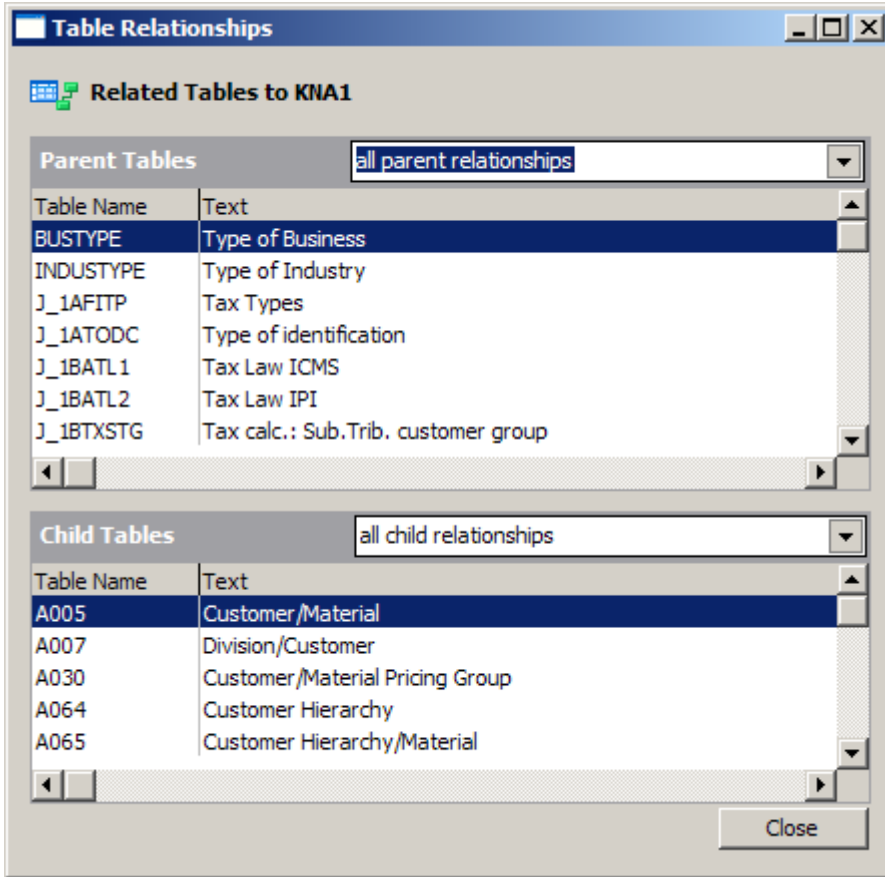 Table Relationships
Related Tables to KNA1
Parent Tables all parent relationships
Table Name Text
BUSTYPE Type of Business
INDUSTYPE Type of Industry
J_1AFITP Tax Types
J_1ATODC Type of identification
J_1BATL1 Tax Law ICMS
J_1BATL2 Tax Law IPI
J_1BTXSTG Tax calc.: Sub.Trib. customer group
Child Tables all child relationships
Table Name Text
A005 Customer/Material
A007 Division/Customer
A030 Customer/Material Pricing Group
A064 Customer Hierarchy
A065 Customer Hierarchy/Material
Close